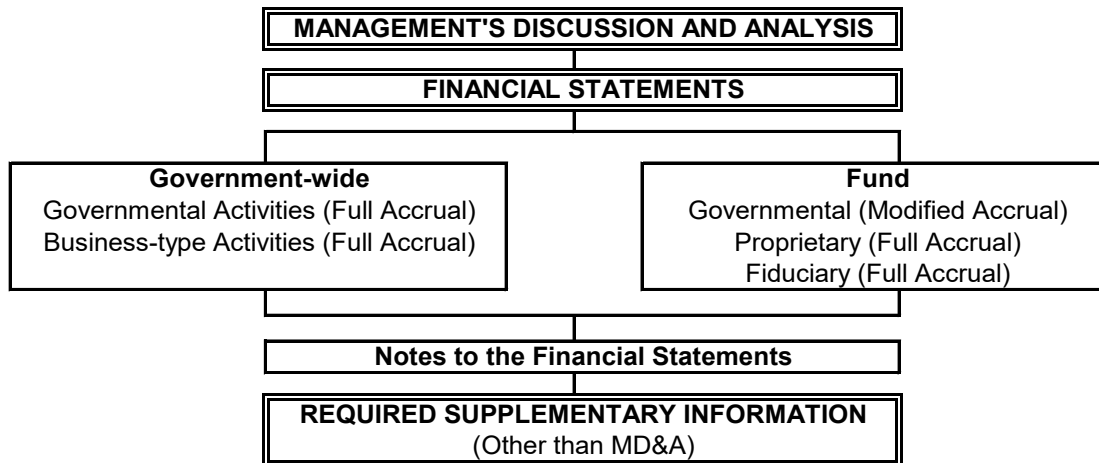 MANAGEMENT'S DISCUSSION AND ANALYSIS
FINANCIAL STATEMENTS
Government-wide
Governmental Activities (Full Accrual)
Business-type Activities (Full Accrual)
Fund
Governmental (Modified Accrual)
Proprietary (Full Accrual)
Fiduciary (Full Accrual)
Notes to the Financial Statements
REQUIRED SUPPLEMENTARY INFORMATION
(Other than MD&A)